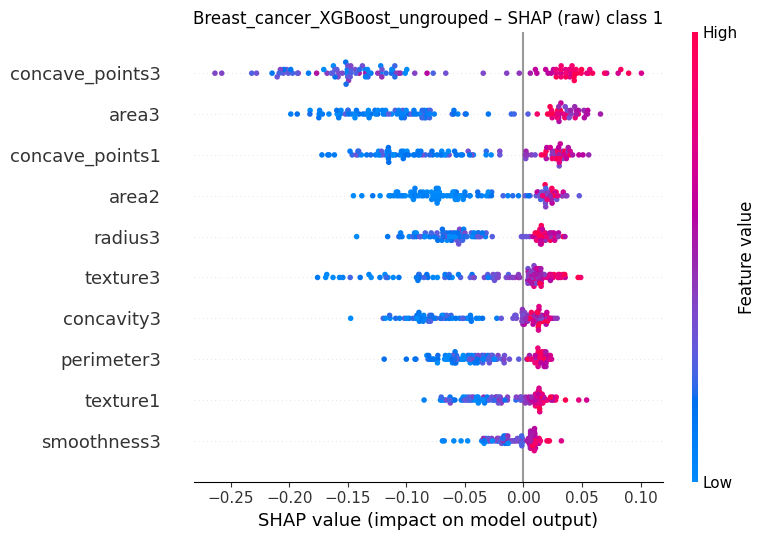 Breast_cancer_XGBoost_ungrouped – SHAP (raw) class 1
High
concave_points3
area3
concave_points1
area2
radius3
texture3
concavity3
perimeter3
texture1
smoothness3
Feature value
Low
−0.25 −0.20 −0.15 −0.10 −0.05 0.00 0.05 0.10
SHAP value (impact on model output)